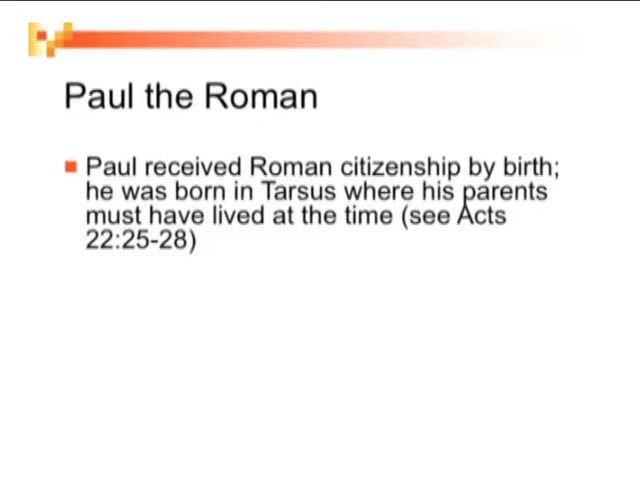 Paul the Roman
Paul received Roman citizenship by birth;
he was born in Tarsus where his parents
must have lived at the time (see Acts
22:25-28)